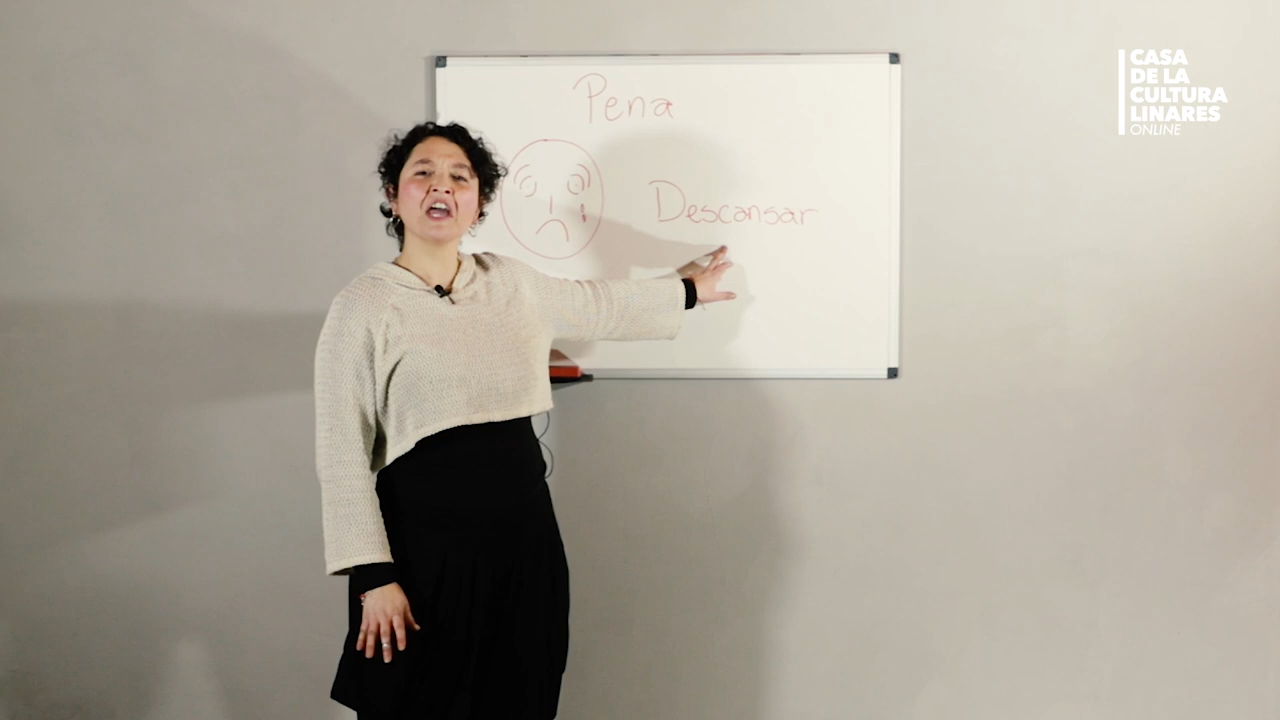 Pena
Descansar
CASA
DE LA
CULTURA
LINARES
ONLINE